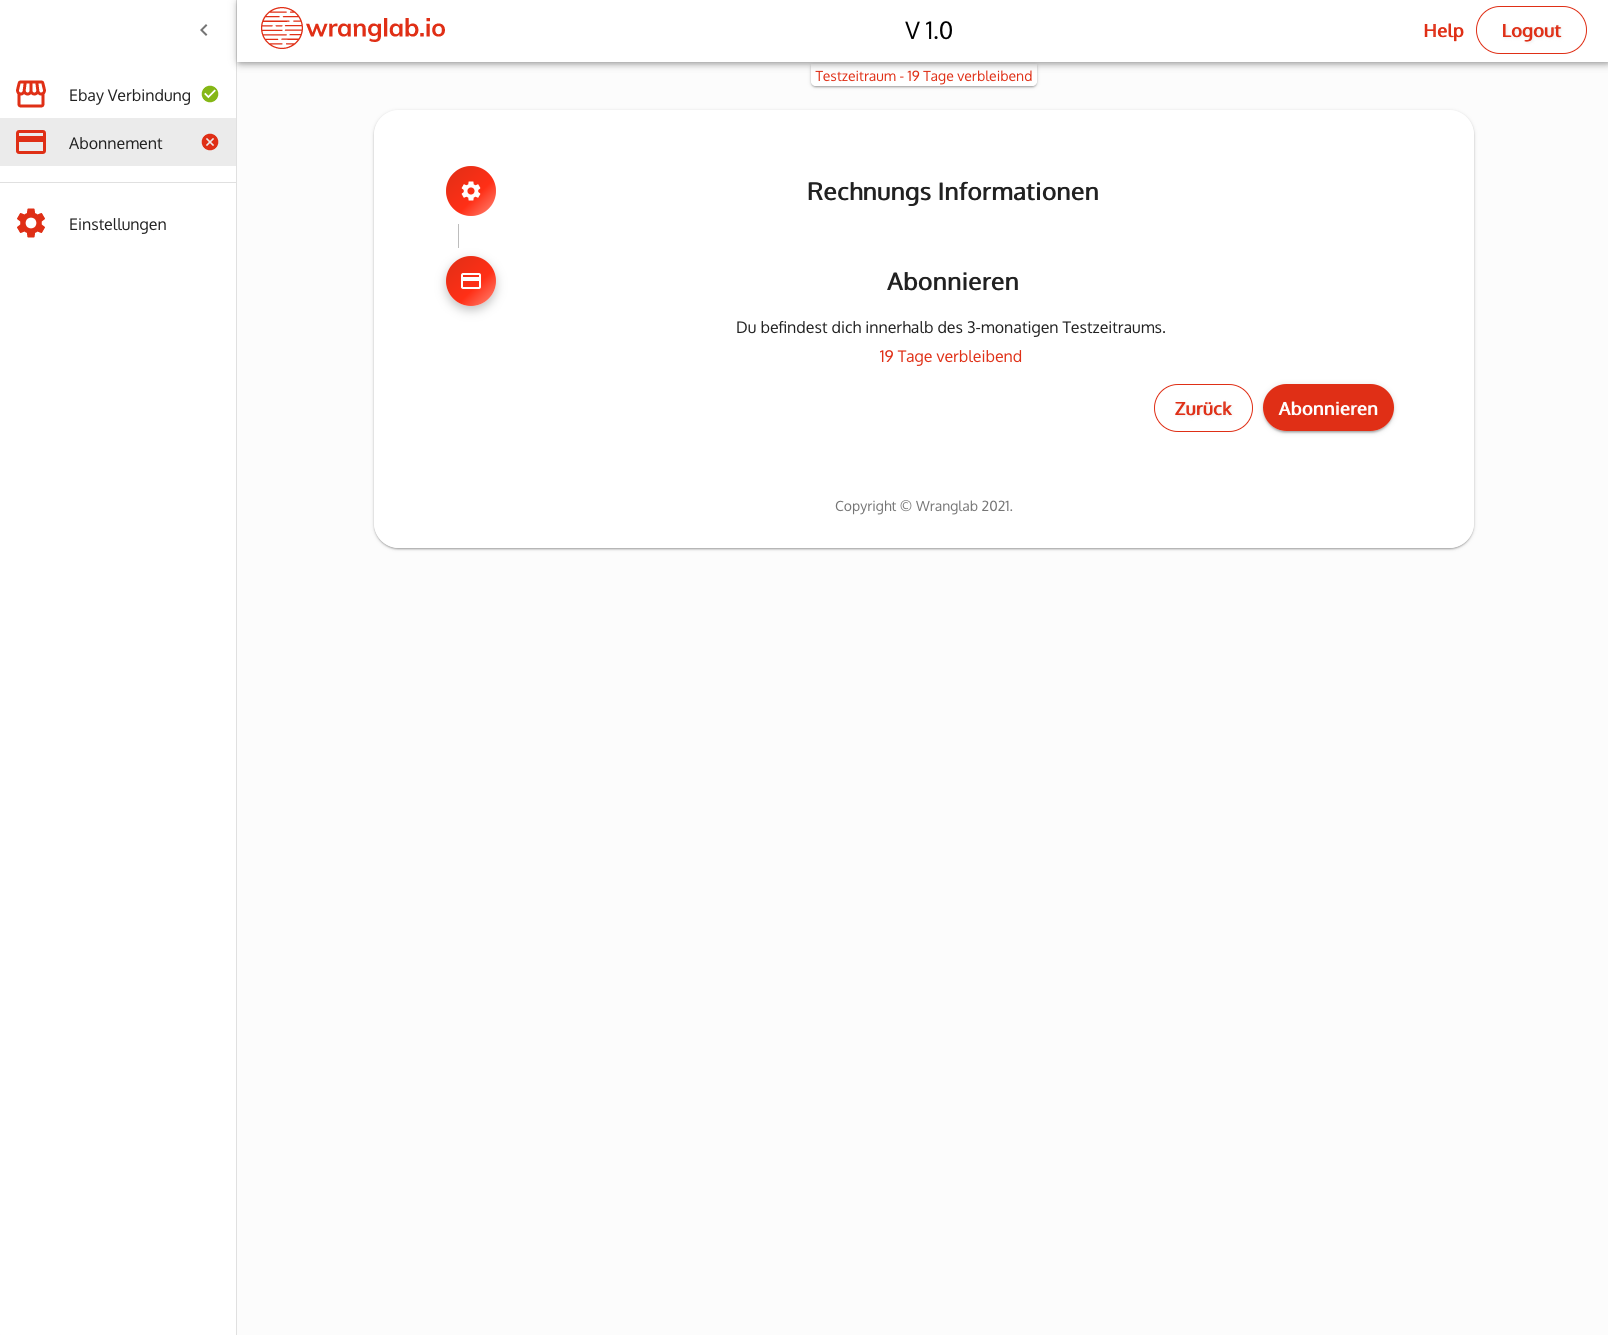 wranglab.io
V 1.0
Help
Logout
Testzeitraum - 19 Tage verbleibend
Ebay Verbindung
Abonnement
Einstellungen
Rechnungs Informationen
Abonnieren
Du befindest dich innerhalb des 3-monatigen Testzeitraums.
19 Tage verbleibend
Zurück
Abonnieren
Copyright © Wranglab 2021.